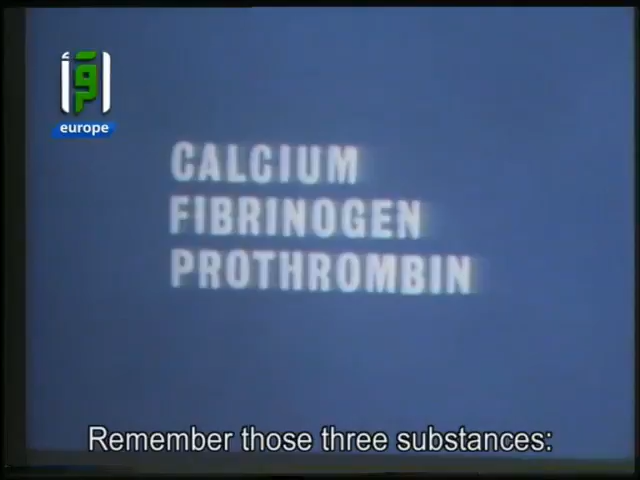 اقرأ
europe
CALCIUM
FIBRINOGEN
PROTHROMBIN
Remember those three substances: